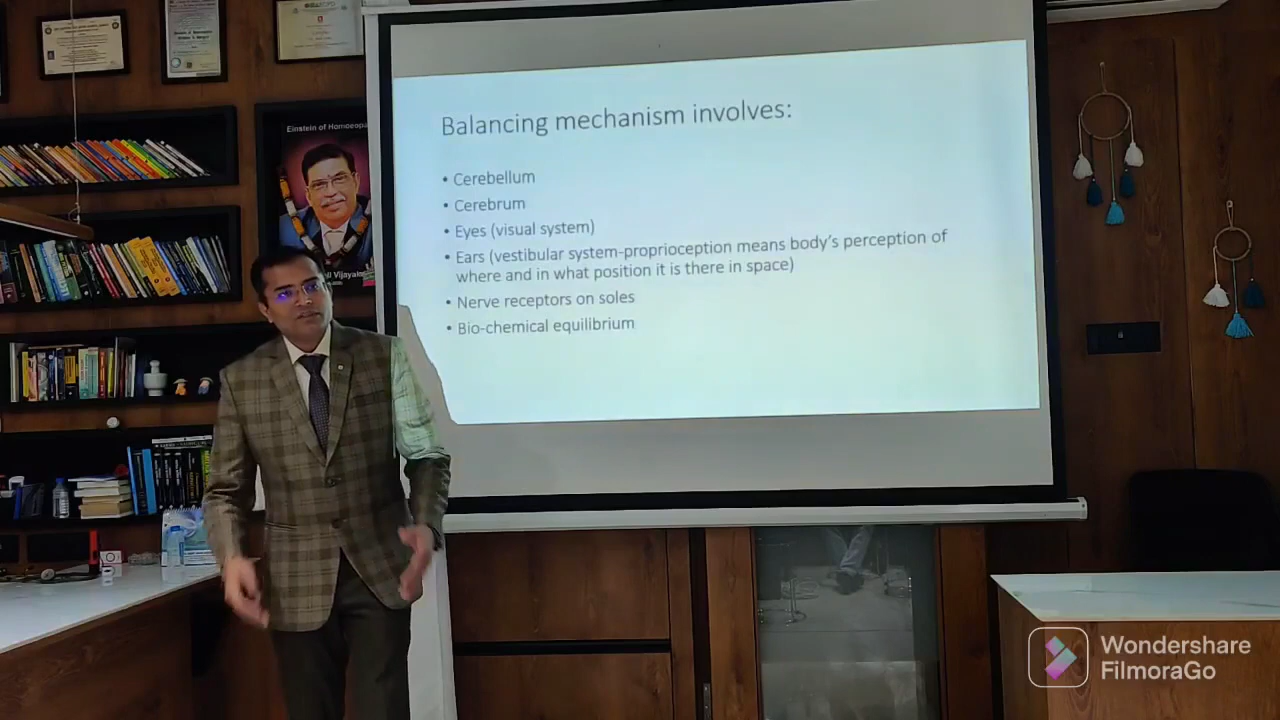 Einstein of Homoeopa
il Vijayak
Balancing mechanism involves:
• Cerebellum
• Cerebrum
• Eyes (visual system)
• Ears (vestibular system-proprioception means body's perception of
where and in what position it is there in space)
• Nerve receptors on soles
• Bio-chemical equilibrium
Wondershare
FilmoraGo